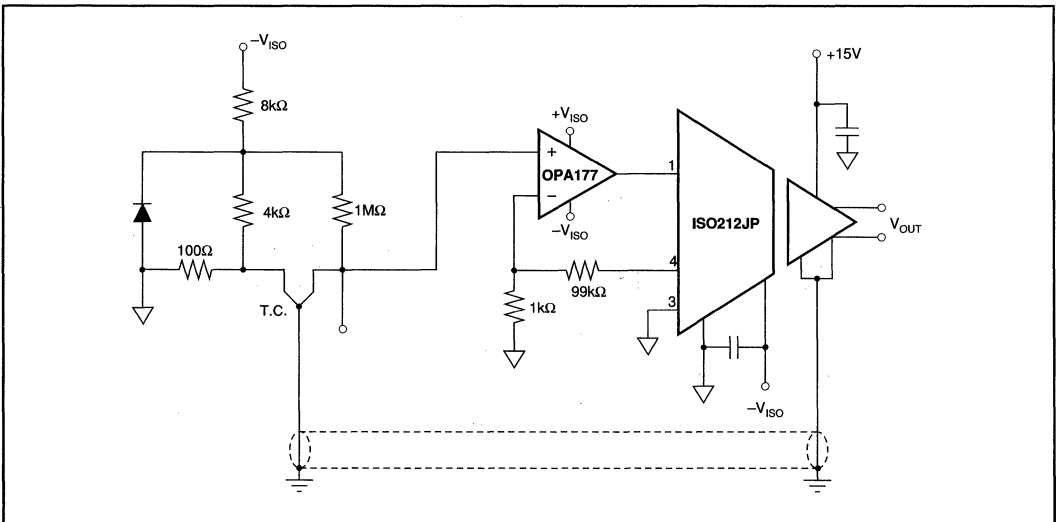 −V_ISO
+15V
8kΩ
+V_ISO
+
1
OPA177
4kΩ
1MΩ
−
ISO212JP
V_OUT
−V_ISO
100Ω
4
99kΩ
T.C.
1kΩ
3
−V_ISO